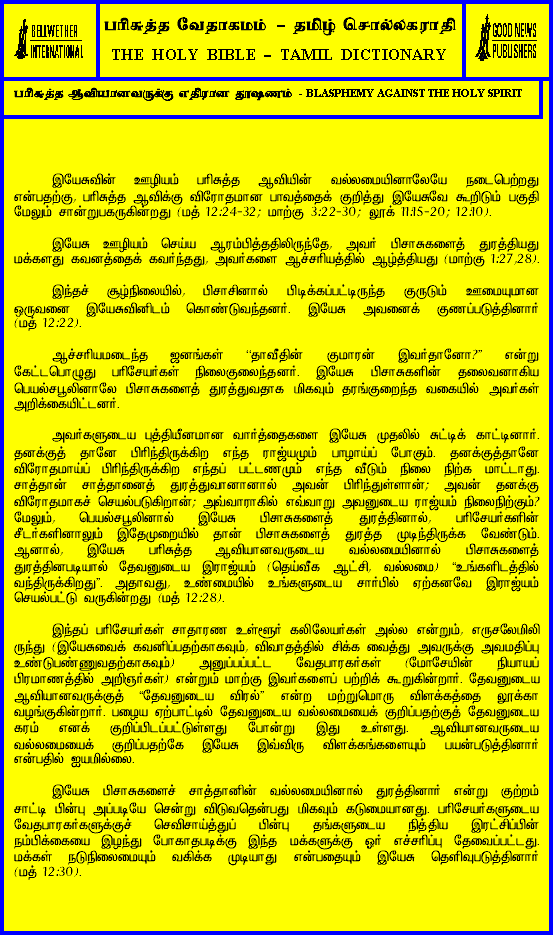 BELLWETHER
INTERNATIONAL
பரிசுத்த வேதாகமம் – தமிழ் சொல்லகராதி
THE HOLY BIBLE – TAMIL DICTIONARY
GOOD NEWS
PUBLISHERS
பரிசுத்த ஆவியானவருக்கு எதிரான தூஷணம் - BLASPHEMY AGAINST THE HOLY SPIRIT
இயேசுவின் ஊழியம் பரிசுத்த ஆவியின் வல்லமையினாலேயே நடைபெற்றது
என்பதற்கு, பரிசுத்த ஆவிக்கு விரோதமான பாவத்தைக் குறித்து இயேசுவே கூறிடும் பகுதி
மேலும் சான்றுபகருகின்றது (மத் 12:24-32; மாற்கு 3:22-30; லூக் 11:15-20; 12:10).
இயேசு ஊழியம் செய்ய ஆரம்பித்ததிலிருந்தே, அவர் பிசாசுகளைத் துரத்தியது
மக்களது கவனத்தைக் கவர்ந்தது, அவர்களை ஆச்சரியத்தில் ஆழ்த்தியது (மாற்கு 1:27,28).
இந்தச் சூழ்நிலையில், பிசாசினால் பிடிக்கப்பட்டிருந்த குருடும் ஊமையுமான
ஒருவனை இயேசுவினிடம் கொண்டுவந்தனர். இயேசு அவனைக் குணப்படுத்தினார்
(மத் 12:22).
ஆச்சரியமடைந்த ஜனங்கள் “தாவீதின் குமாரன் இவர்தானோ?” என்று
கேட்டபொழுது பரிசேயர்கள் நிலைகுலைந்தனர். இயேசு பிசாசுகளின் தலைவனாகிய
பெயல்சபூலினாலே பிசாசுகளைத் துரத்துவதாக மிகவும் தரங்குறைந்த வகையில் அவர்கள்
அறிக்கையிட்டனர்.
அவர்களுடைய புத்தியீனமான வார்த்தைகளை இயேசு முதலில் சுட்டிக் காட்டினார்.
தனக்குத் தானே பிரிந்திருக்கிற எந்த ராஜ்யமும் பாழாய்ப் போகும். தனக்குத்தானே
விரோதமாய்ப் பிரிந்திருக்கிற எந்தப் பட்டணமும் எந்த வீடும் நிலை நிற்க மாட்டாது.
சாத்தான் சாத்தானைத் துரத்துவானானால் அவன் பிரிந்துள்ளான்; அவன் தனக்கு
விரோதமாகச் செயல்படுகிறான்; அவ்வாராகில் எவ்வாறு அவனுடைய ராஜ்யம் நிலைநிற்கும்?
மேலும், பெயல்சபூலினால் இயேசு பிசாசுகளைத் துரத்தினால், பரிசேயர்களின்
சீடர்களினாலும் இதேமுறையில் தான் பிசாசுகளைத் துரத்த முடிந்திருக்க வேண்டும்.
ஆனால், இயேசு பரிசுத்த ஆவியானவருடைய வல்லமையினால் பிசாசுகளைத்
துரத்தினபடியால் தேவனுடைய இராஜ்யம் (தெய்வீக ஆட்சி, வல்லமை) “உங்களிடத்தில்
வந்திருக்கிறது”. அதாவது, உண்மையில் உங்களுடைய சார்பில் ஏற்கனவே இராஜ்யம்
செயல்பட்டு வருகின்றது (மத் 12:28).
இந்தப் பரிசேயர்கள் சாதாரண உள்ளூர் கலிலேயர்கள் அல்ல என்றும், எருசலேமிலி
ருந்து (இயேசுவைக் கவனிப்பதற்காகவும், விவாதத்தில் சிக்க வைத்து அவருக்கு அவமதிப்பு
உண்டுபண்ணுவதற்காகவும்) அனுப்பப்பட்ட வேதபாரகர்கள் (மோசேயின் நியாயப்
பிரமாணத்தில் அறிஞர்கள்) என்றும் மாற்கு இவர்களைப் பற்றிக் கூறுகின்றார். தேவனுடைய
ஆவியானவருக்குத் “தேவனுடைய விரல்” என்ற மற்றுமொரு விளக்கத்தை லூக்கா
வழங்குகின்றார். பழைய ஏற்பாட்டில் தேவனுடைய வல்லமையைக் குறிப்பதற்குத் தேவனுடைய
கரம் எனக் குறிப்பிடப்பட்டுள்ளது போன்று இது உள்ளது. ஆவியானவருடைய
வல்லமையைக் குறிப்பதற்கே இயேசு இவ்விரு விளக்கங்களையும் பயன்படுத்தினார்
என்பதில் ஐயமில்லை.
இயேசு பிசாசுகளைச் சாத்தானின் வல்லமையினால் துரத்தினார் என்று குற்றம்
சாட்டி பின்பு அப்படியே சென்று விடுவதென்பது மிகவும் கடுமையானது. பரிசேயர்களுடைய
வேதபாரகர்களுக்குச் செவிசாய்த்துப் பின்பு தங்களுடைய நித்திய இரட்சிப்பின்
நம்பிக்கையை இழந்து போகாதபடிக்கு இந்த மக்களுக்கு ஓர் எச்சரிப்பு தேவைப்பட்டது.
மக்கள் நடுநிலைமையும் வகிக்க முடியாது என்பதையும் இயேசு தெளிவுபடுத்தினார்
(மத் 12:30).